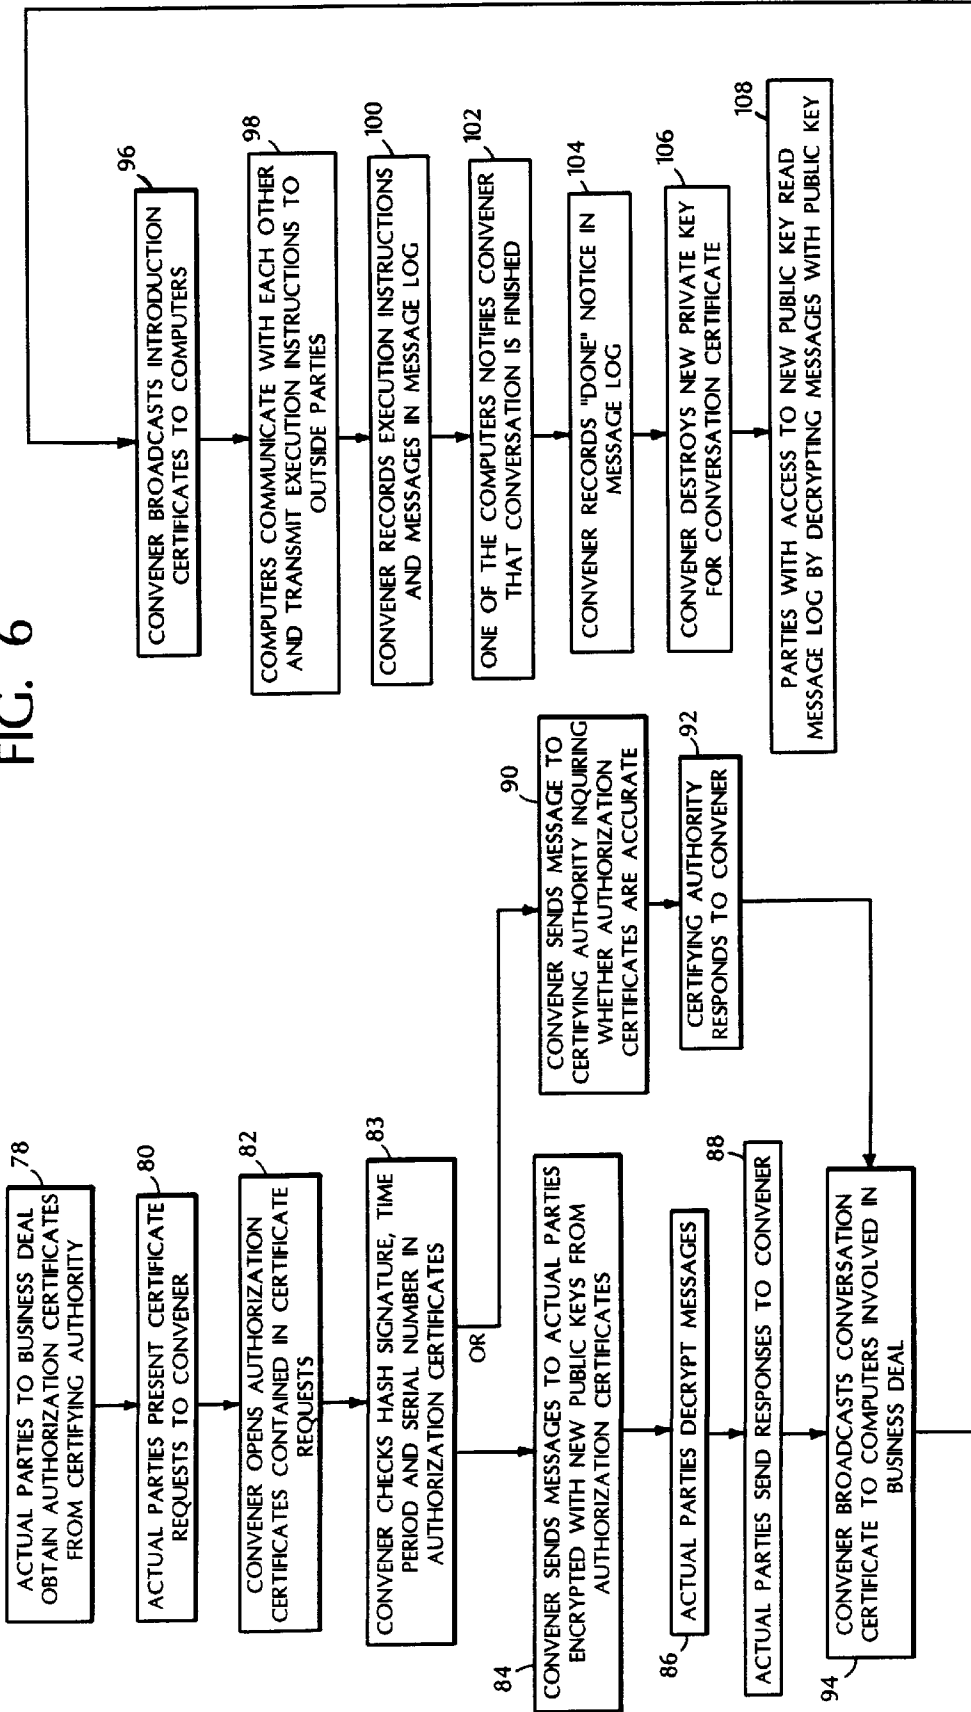 FIG. 6
78
ACTUAL PARTIES TO BUSINESS DEAL
OBTAIN AUTHORIZATION CERTIFICATES
FROM CERTIFYING AUTHORITY
80
ACTUAL PARTIES PRESENT CERTIFICATE
REQUESTS TO CONVENER
82
CONVENER OPENS AUTHORIZATION
CERTIFICATES CONTAINED IN CERTIFICATE
REQUESTS
83
CONVENER CHECKS HASH SIGNATURE, TIME
PERIOD AND SERIAL NUMBER IN
AUTHORIZATION CERTIFICATES
OR
84
CONVENER SENDS MESSAGES TO ACTUAL PARTIES
ENCRYPTED WITH NEW PUBLIC KEYS FROM
AUTHORIZATION CERTIFICATES
86
ACTUAL PARTIES DECRYPT MESSAGES
88
ACTUAL PARTIES SEND RESPONSES TO CONVENER
90
CONVENER SENDS MESSAGE TO
CERTIFYING AUTHORITY INQUIRING
WHETHER AUTHORIZATION
CERTIFICATES ARE ACCURATE
92
CERTIFYING AUTHORITY
RESPONDS TO CONVENER
94
CONVENER BROADCASTS CONVERSATION
CERTIFICATE TO COMPUTERS INVOLVED IN
BUSINESS DEAL
96
CONVENER BROADCASTS INTRODUCTION
CERTIFICATES TO COMPUTERS
98
COMPUTERS COMMUNICATE WITH EACH OTHER
AND TRANSMIT EXECUTION INSTRUCTIONS TO
OUTSIDE PARTIES
100
CONVENER RECORDS EXECUTION INSTRUCTIONS
AND MESSAGES IN MESSAGE LOG
102
ONE OF THE COMPUTERS NOTIFIES CONVENER
THAT CONVERSATION IS FINISHED
104
CONVENER RECORDS "DONE" NOTICE IN
MESSAGE LOG
106
CONVENER DESTROYS NEW PRIVATE KEY
FOR CONVERSATION CERTIFICATE
108
PARTIES WITH ACCESS TO NEW PUBLIC KEY READ
MESSAGE LOG BY DECRYPTING MESSAGES WITH PUBLIC KEY